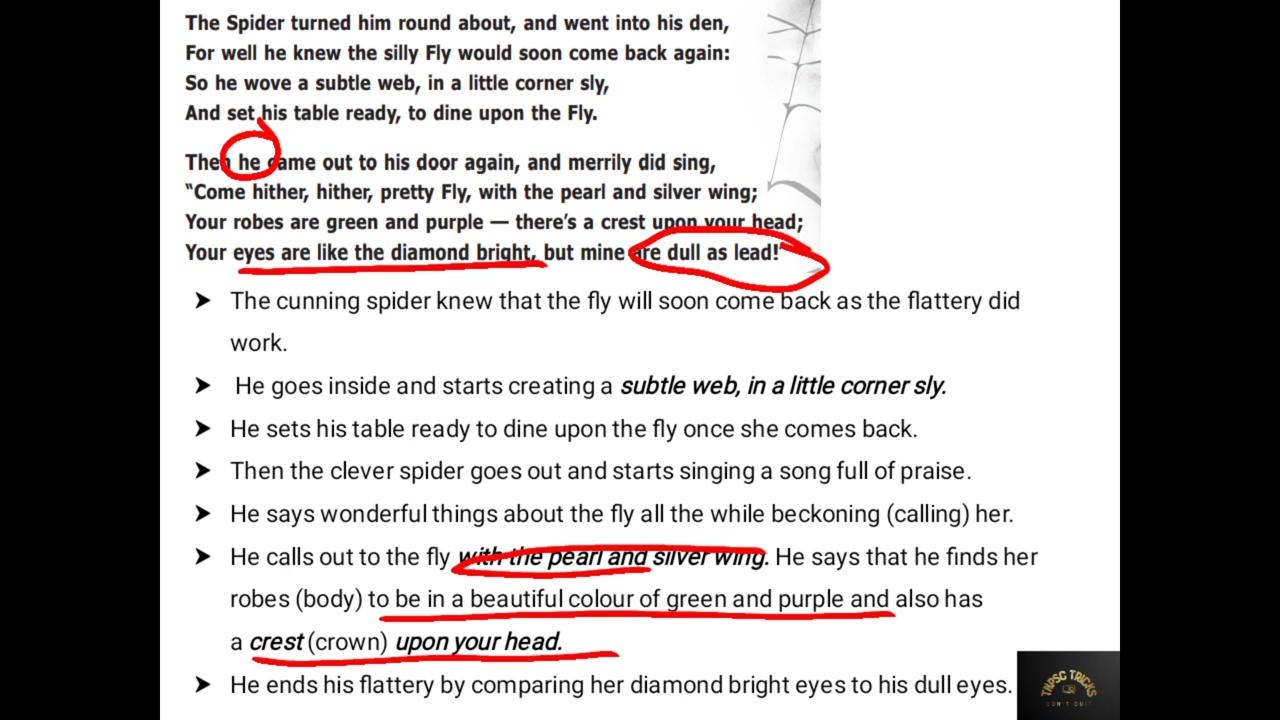 The Spider turned him round about, and went into his den,
For well he knew the silly Fly would soon come back again:
So he wove a subtle web, in a little corner sly,
And set his table ready, to dine upon the Fly.
Then he came out to his door again, and merrily did sing,
“Come hither, hither, pretty Fly, with the pearl and silver wing;
Your robes are green and purple — there’s a crest upon your head;
Your eyes are like the diamond bright, but mine are dull as lead!”
➤ The cunning spider knew that the fly will soon come back as the flattery did
work.
➤ He goes inside and starts creating a subtle web, in a little corner sly.
➤ He sets his table ready to dine upon the fly once she comes back.
➤ Then the clever spider goes out and starts singing a song full of praise.
➤ He says wonderful things about the fly all the while beckoning (calling) her.
➤ He calls out to the fly with the pearl and silver wing. He says that he finds her
robes (body) to be in a beautiful colour of green and purple and also has
a crest (crown) upon your head.
➤ He ends his flattery by comparing her diamond bright eyes to his dull eyes.
TNPSC TRICKS
DON'T QUIT